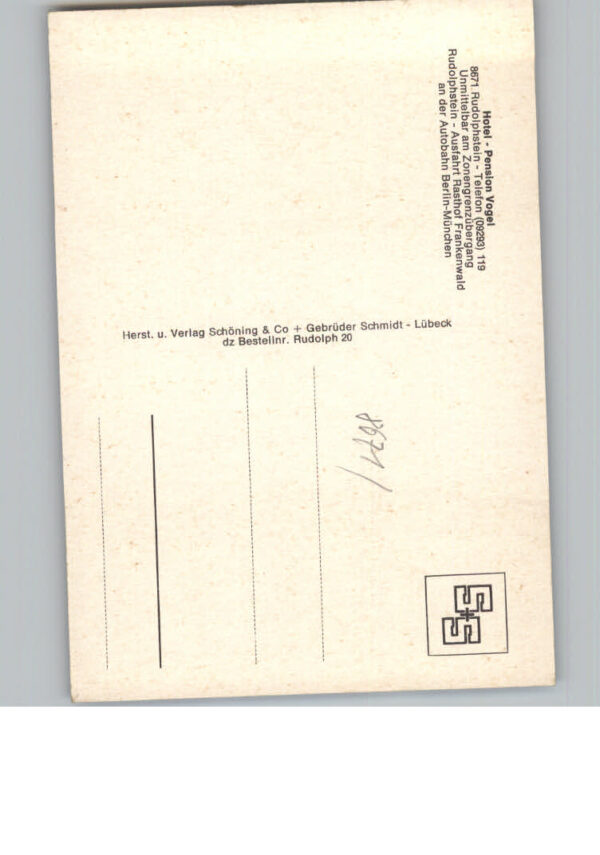 Hotel - Pension Vogel
8671 Rudolphstein - Telefon (09293) 119
Unmittelbar am Zonengrenzübergang
Rudolphstein - Ausfahrt Rasthof Frankenwald
an der Autobahn Berlin-München
Herst. u. Verlag Schöning & Co + Gebrüder Schmidt - Lübeck
dz Bestellnr. Rudolph 20
8671
S+S